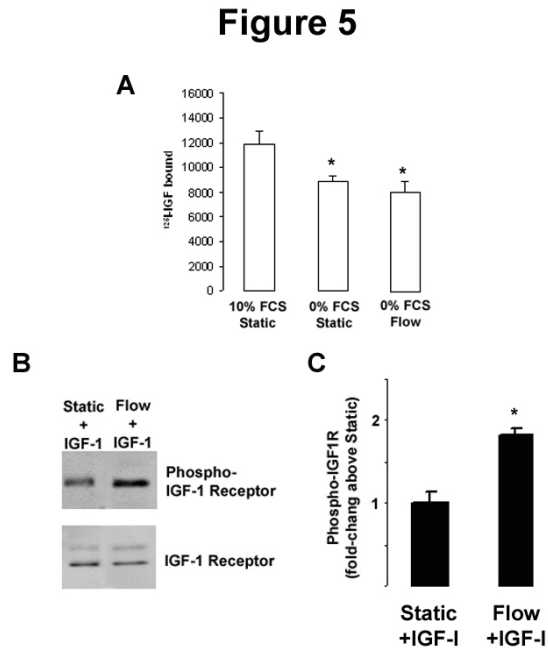 Figure 5
A
16000
14000
12000
10000
8000
6000
4000
2000
0
¹²⁵I-IGF bound
*
*
10% FCS
Static
0% FCS
Static
0% FCS
Flow
B
Static
+
IGF-1
Flow
+
IGF-1
Phospho-
IGF-1 Receptor
IGF-1 Receptor
C
Phospho-IGF1R
(fold-chang above Static)
2
1
*
Static
+IGF-I
Flow
+IGF-I